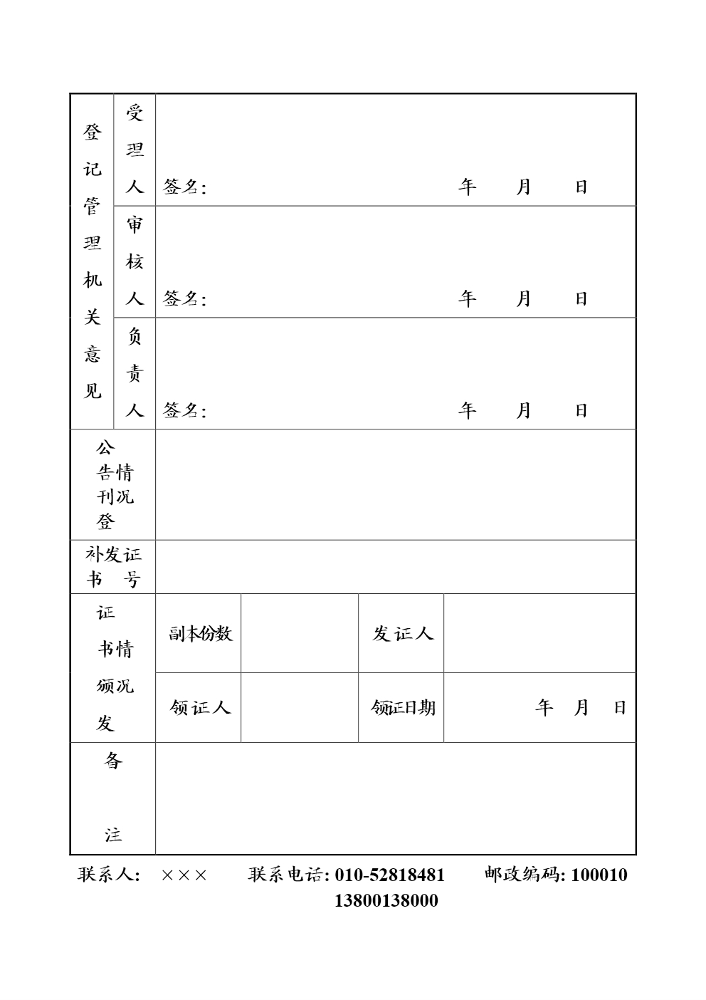 登记管理机关意见
受理人
签名： 年 月 日
审核人
签名： 年 月 日
负责人
签名： 年 月 日
公
告情
刊况
登
补发证
书 号
证
书情
颁况
发
副本份数
发证人
领证人
领证日期
年 月 日
备
注
联系人： ××× 联系电话：010-52818481 邮政编码：100010
13800138000